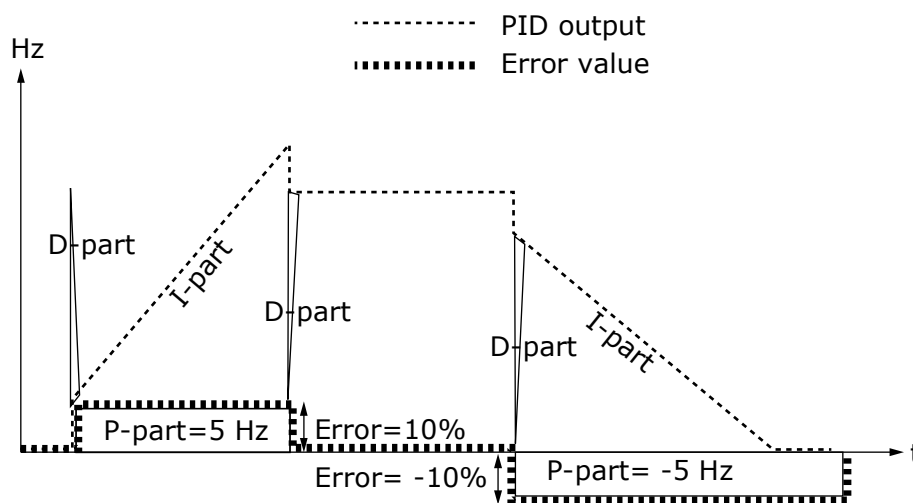 PID output
Hz
Error value
D-part
I-part
D-part
I-part
D-part
P-part=5 Hz
Error=10%
t
Error= -10%
P-part= -5 Hz